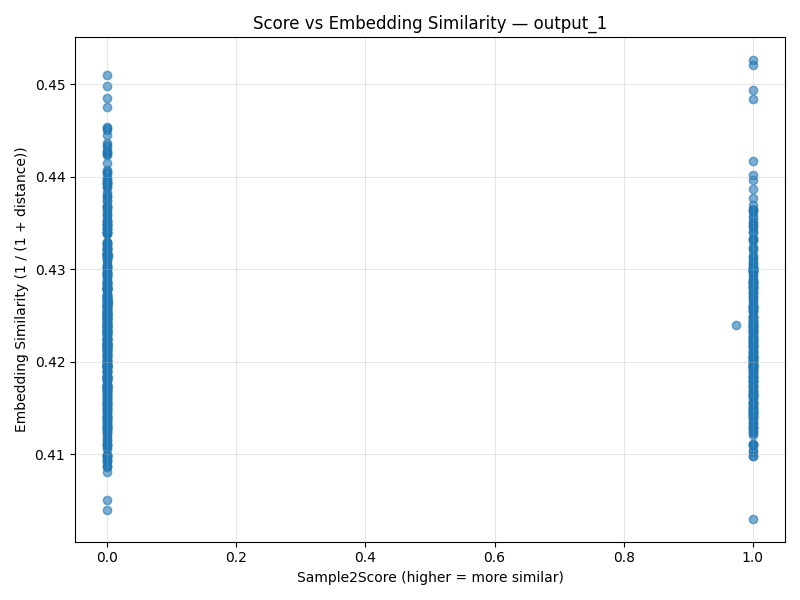 Score vs Embedding Similarity — output_1
Embedding Similarity (1 / (1 + distance))
0.45
0.44
0.43
0.42
0.41
0.0 0.2 0.4 0.6 0.8 1.0
Sample2Score (higher = more similar)